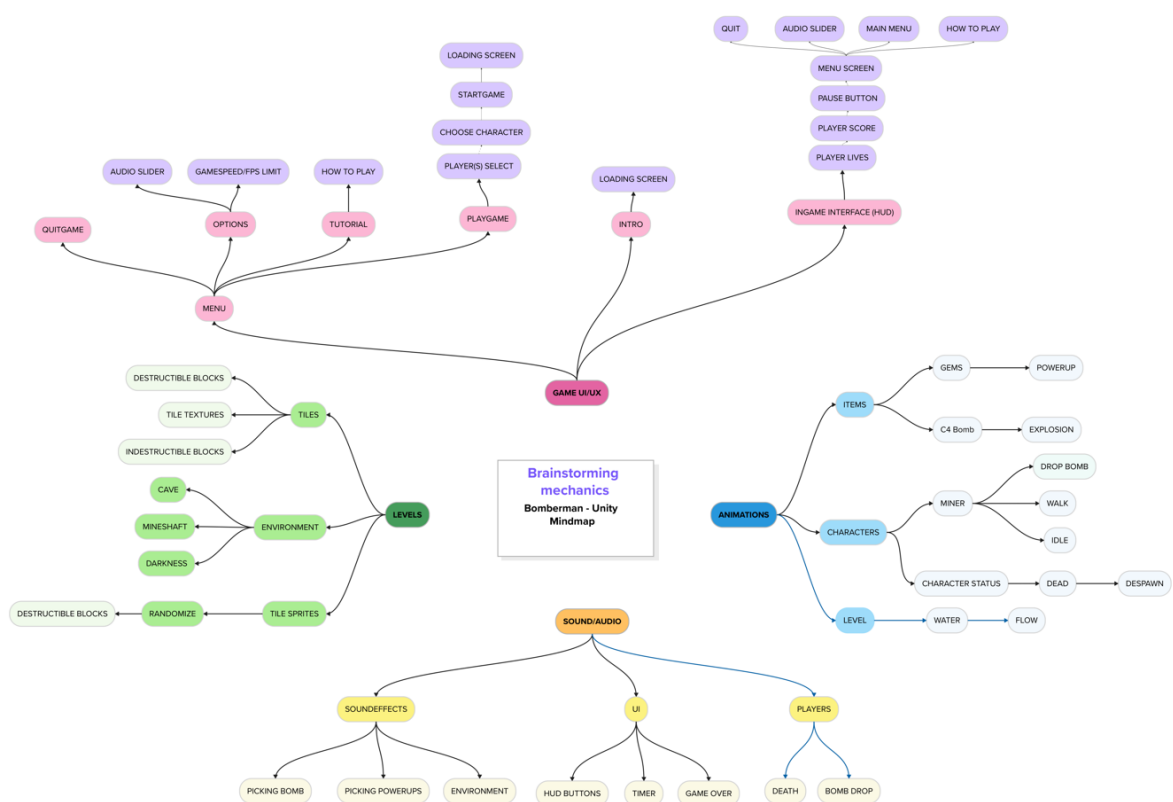 QUIT
AUDIO SLIDER
MAIN MENU
HOW TO PLAY
LOADING SCREEN
MENU SCREEN
STARTGAME
PAUSE BUTTON
CHOOSE CHARACTER
PLAYER SCORE
PLAYER(S) SELECT
PLAYER LIVES
AUDIO SLIDER
GAMESPEED/FPS LIMIT
HOW TO PLAY
LOADING SCREEN
QUITGAME
OPTIONS
TUTORIAL
PLAYGAME
INTRO
INGAME INTERFACE (HUD)
MENU
GAME UI/UX
DESTRUCTIBLE BLOCKS
TILE TEXTURES
TILES
INDESTRUCTIBLE BLOCKS
CAVE
MINESHAFT
ENVIRONMENT
LEVELS
DARKNESS
DESTRUCTIBLE BLOCKS
RANDOMIZE
TILE SPRITES
Brainstorming
mechanics
Bomberman - Unity
Mindmap
GEMS
POWERUP
ITEMS
C4 Bomb
EXPLOSION
DROP BOMB
ANIMATIONS
MINER
WALK
CHARACTERS
IDLE
CHARACTER STATUS
DEAD
DESPAWN
LEVEL
WATER
FLOW
SOUND/AUDIO
SOUNDEFFECTS
UI
PLAYERS
PICKING BOMB
PICKING POWERUPS
ENVIRONMENT
HUD BUTTONS
TIMER
GAME OVER
DEATH
BOMB DROP